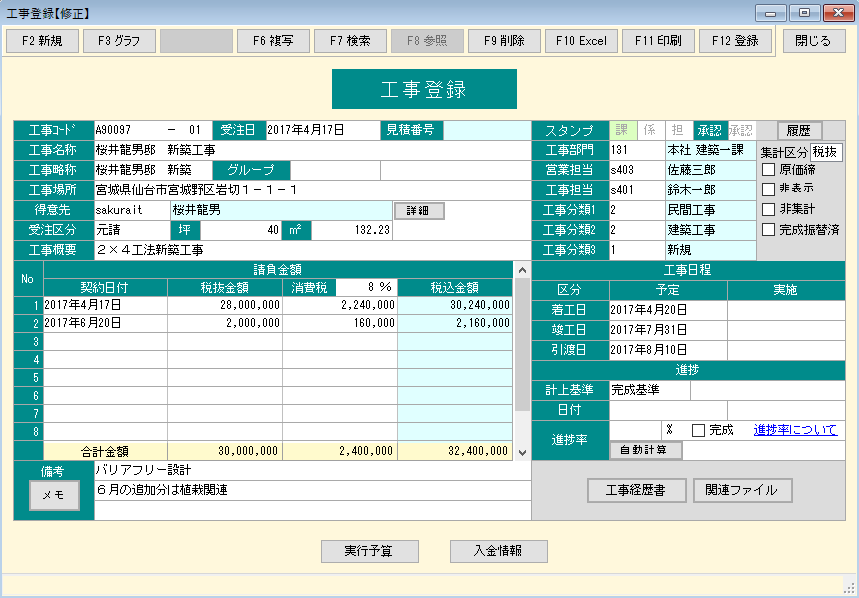 工事登録【修正】
F2 新規 F3 グラフ F6 複写 F7 検索 F8 参照 F9 削除 F10 Excel F11 印刷 F12 登録 閉じる
工事登録
工事ｺｰﾄﾞ A90097 － 01 受注日 2017年4月17日 見積番号
工事名称 桜井龍男邸 新築工事
工事略称 桜井龍男邸 新築 グループ
工事場所 宮城県仙台市宮城野区岩切１－１－１
得意先 sakurait 桜井龍男 詳細
受注区分 元請 坪 40 ㎡ 132.23
工事概要 ２×４工法新築工事
スタンプ 課 係 担 承認 承認 履歴
工事部門 131 本社 建築一課 集計区分 税抜
営業担当 s403 佐藤三郎 原価締
工事担当 s401 鈴木一郎 非表示
工事分類1 2 民間工事 非集計
工事分類2 2 建築工事 完成振替済
工事分類3 1 新規
No 請負金額
契約日付 税抜金額 消費税 8 % 税込金額
1 2017年4月17日 28,000,000 2,240,000 30,240,000
2 2017年6月20日 2,000,000 160,000 2,160,000
3
4
5
6
7
8
合計金額 30,000,000 2,400,000 32,400,000
工事日程
区分 予定 実施
着工日 2017年4月20日
竣工日 2017年7月31日
引渡日 2017年8月10日
進捗
計上基準 完成基準
日付
進捗率 % 完成 進捗率について
自動計算
備考 バリアフリー設計
メモ ６月の追加分は植栽関連
工事経歴書 関連ファイル
実行予算 入金情報